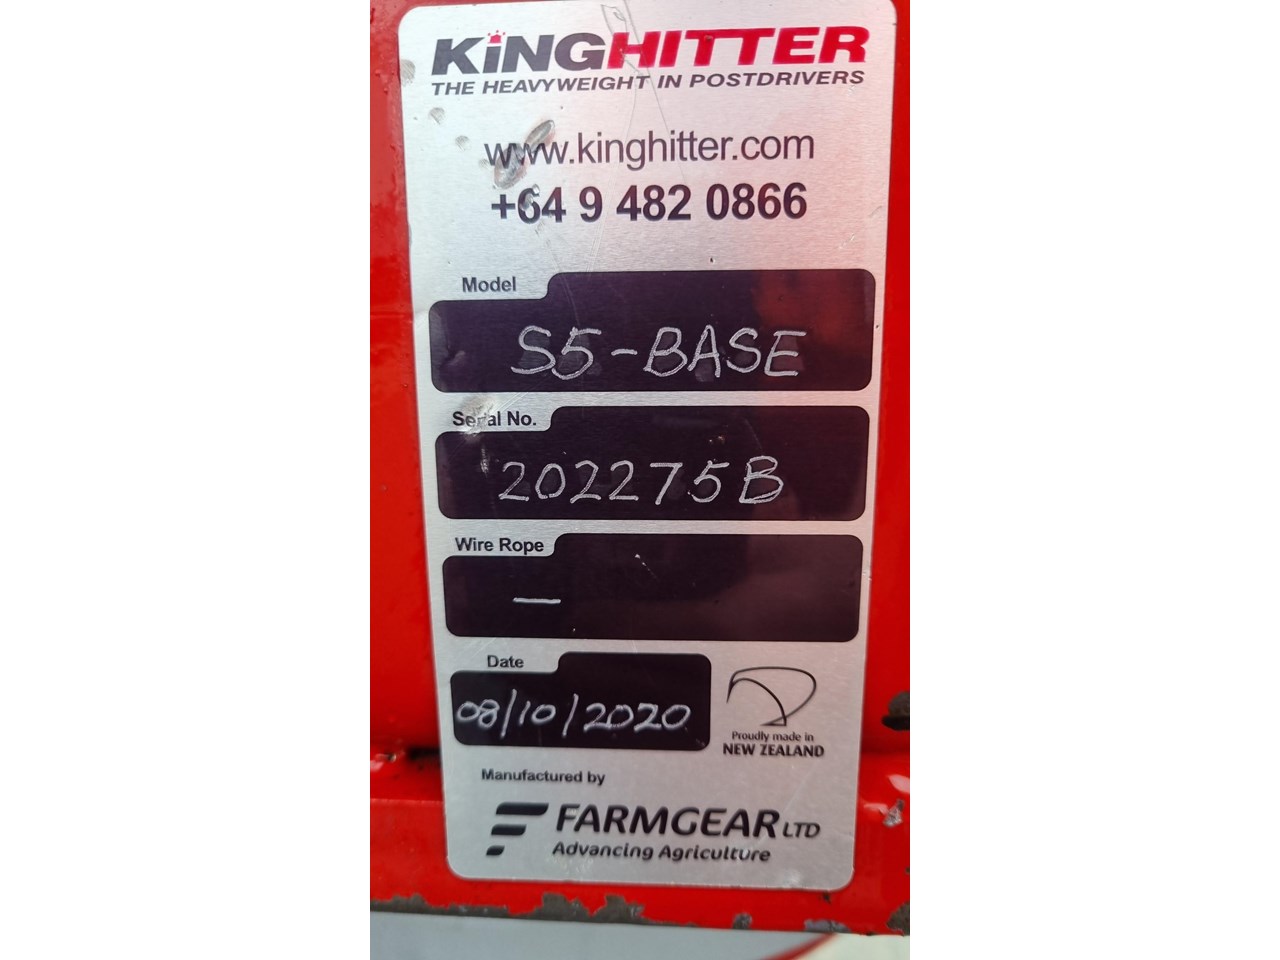 KiNGHITTER
THE HEAVYWEIGHT IN POSTDRIVERS
www.kinghitter.com
+64 9 482 0866
Model
S5-BASE
Serial No.
202275B
Wire Rope
—
Date
08/10/2020
Proudly made in
NEW ZEALAND
Manufactured by
FARMGEAR LTD
Advancing Agriculture